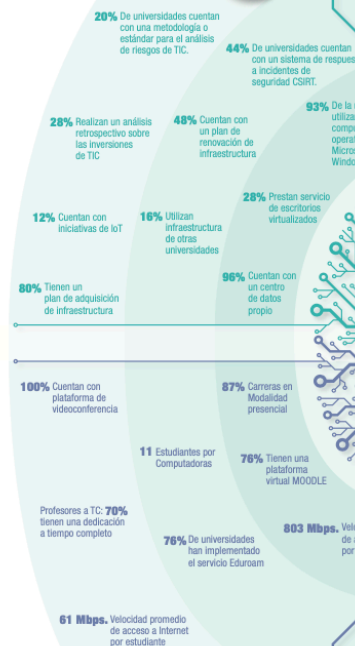 20% De universidades cuentan
con una metodología o
estándar para el análisis
de riesgos de TIC.
44% De universidades cuentan
con un sistema de
a incidentes de
seguridad CSIRT.
93% De la
28% Realizan un análisis
retrospectivo sobre
las inversiones
de TIC
48% Cuentan con
un plan de
renovación de
infraestructura
28% Prestan servicio
de escritorios
virtualizados
12% Cuentan con
iniciativas de IoT
16% Utilizan
infraestructura
de otras
universidades
80% Tienen un
plan de adquisición
de infraestructura
96% Cuentan con
un centro
de datos
propio
100% Cuentan con
plataforma de
videoconferencia
87% Carreras en
Modalidad
presencial
11 Estudiantes por
Computadoras
76% Tienen una
plataforma
virtual MOODLE
Profesores a TC: 70%
tienen una dedicación
a tiempo completo
76% De universidades
han implementado
el servicio Eduroam
803 Mbps.
de
por
61 Mbps. Velocidad promedio
de acceso a Internet
por estudiante